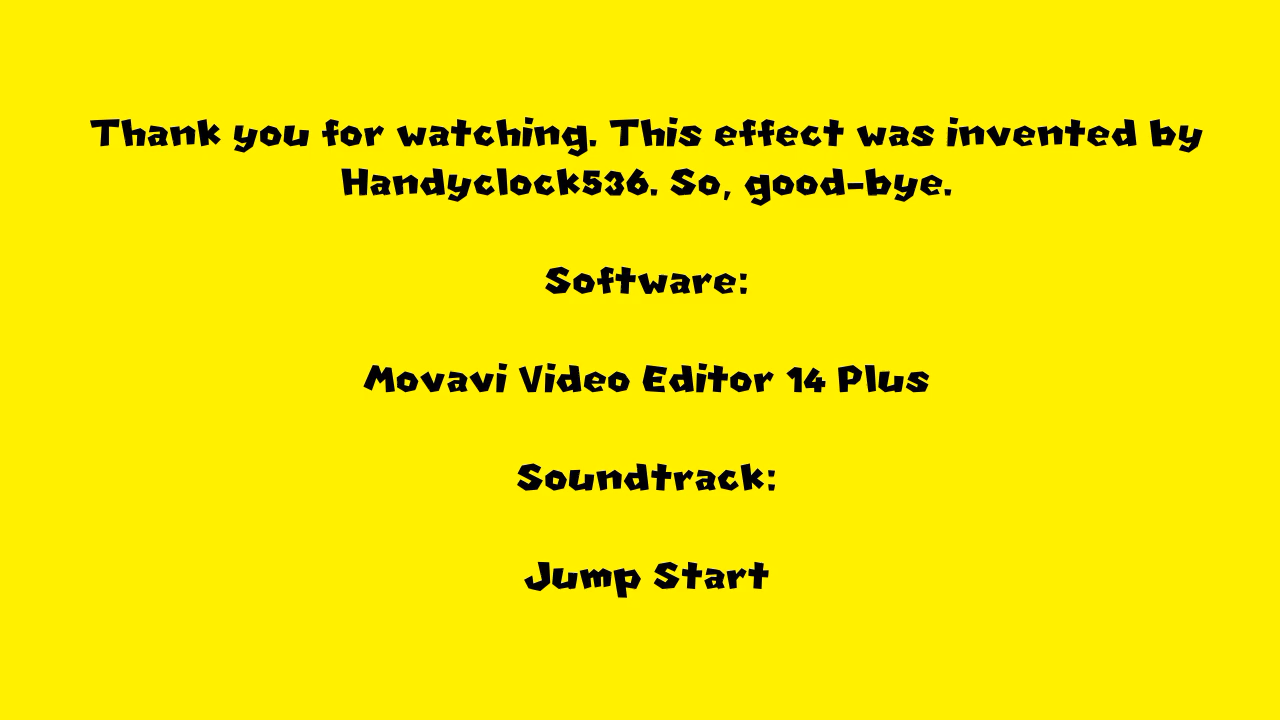 Thank you for watching. This effect was invented by
Handyclock536. So, good-bye.
Software:
Movavi Video Editor 14 Plus
Soundtrack:
Jump Start